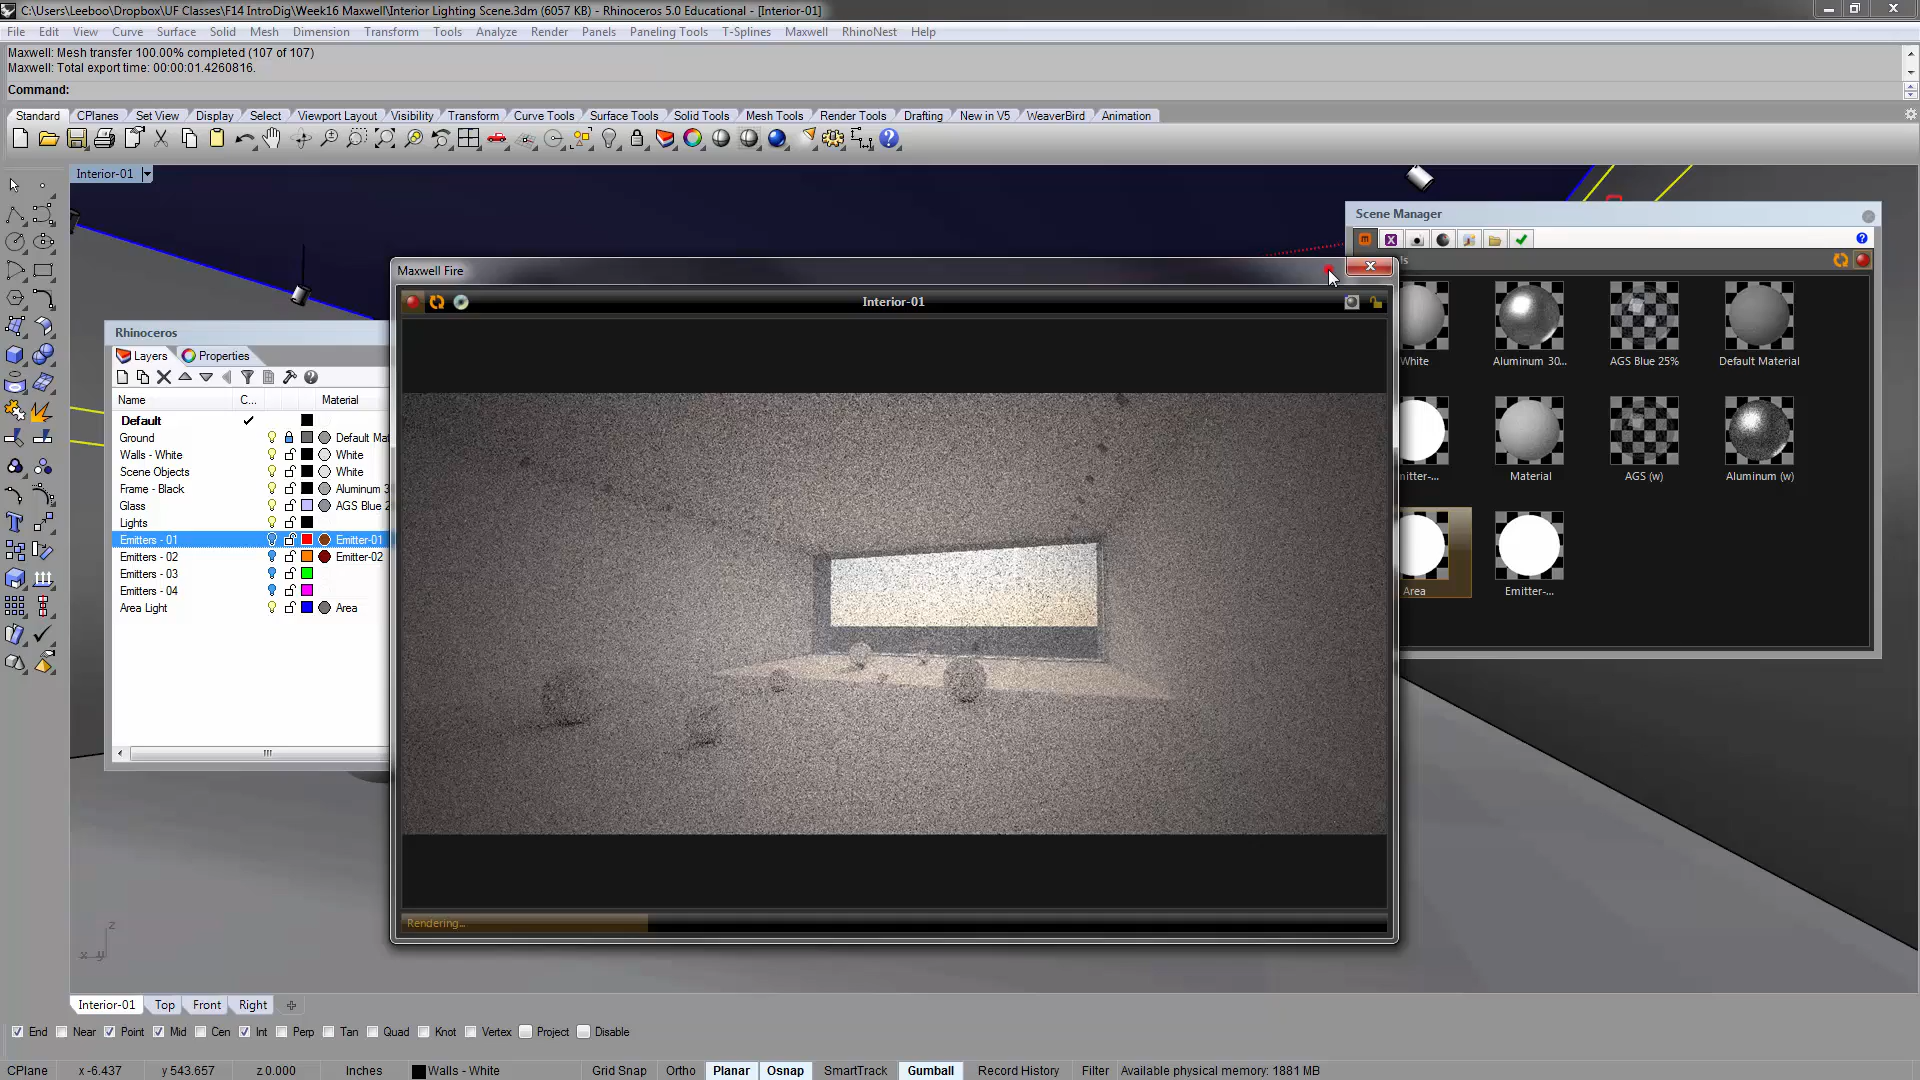 C:\Users\Leeboo\Dropbox\UF Classes\F14 IntroDig\Week16 Maxwell\Interior Lighting Scene.3dm (6057 KB) - Rhinoceros 5.0 Educational - [Interior-01]
File Edit View Curve Surface Solid Mesh Dimension Transform Tools Analyze Render Panels Paneling Tools T-Splines Maxwell RhinoNest Help
Maxwell: Mesh transfer 100.00% completed (107 of 107)
Maxwell: Total export time: 00:00:01.4260816.
Command:
Standard CPlanes Set View Display Select Viewport Layout Visibility Transform Curve Tools Surface Tools Solid Tools Mesh Tools Render Tools Drafting New in V5 WeaverBird Animation
Interior-01
Scene Manager
Maxwell Fire
Interior-01
Rhinoceros
Layers Properties
Name C... Material
Default
Ground Default Mat
Walls - White White
Scene Objects White
Frame - Black Aluminum 3
Glass AGS Blue 2
Lights
Emitters - 01 Emitter-01
Emitters - 02 Emitter-02
Emitters - 03
Emitters - 04
Area Light Area
White Aluminum 30... AGS Blue 25% Default Material
Material AGS (w) Aluminum (w)
Area Emitter-...
Rendering...
z
x y
Interior-01 Top Front Right
End Near Point Mid Cen Int Perp Tan Quad Knot Vertex Project Disable
CPlane x -6.437 y 543.657 z 0.000 Inches Walls - White Grid Snap Ortho Planar Osnap SmartTrack Gumball Record History Filter Available physical memory: 1881 MB